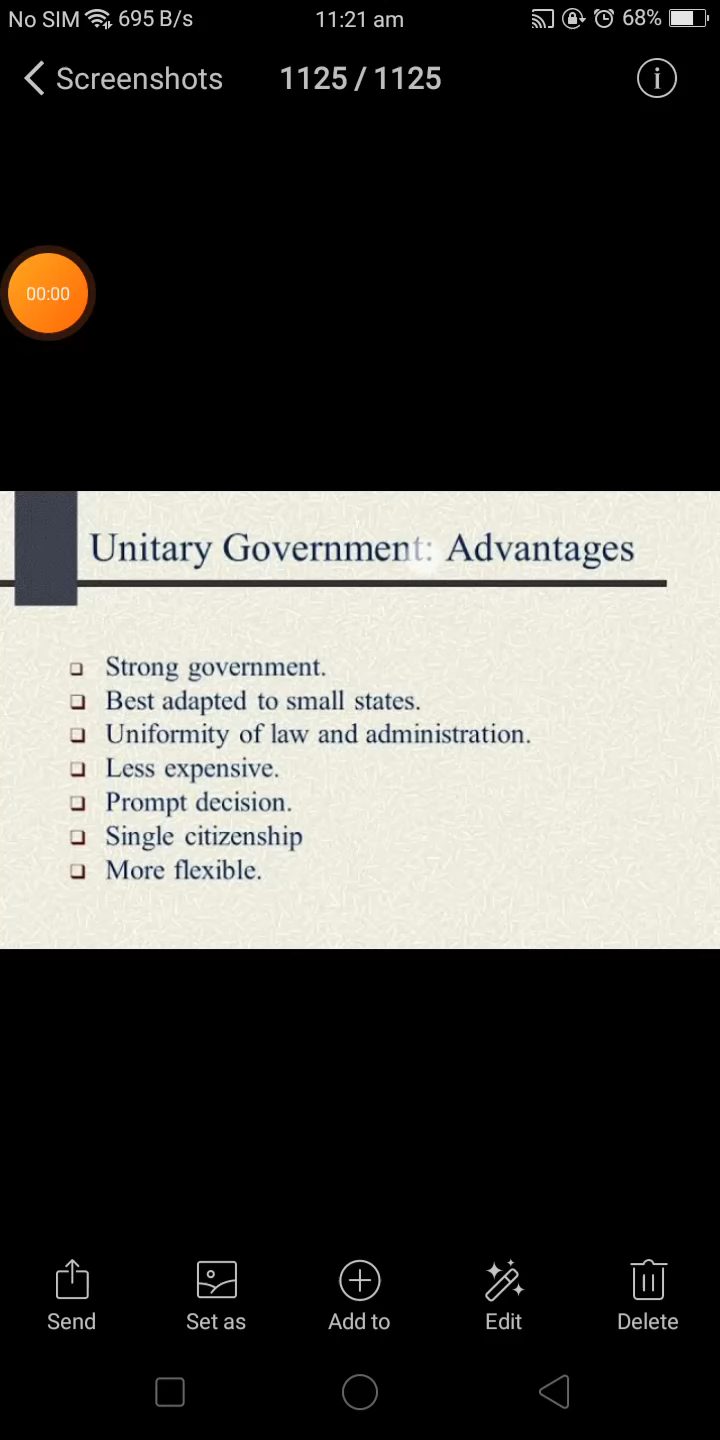 No SIM 695 B/s 11:21 am 68%
Screenshots 1125 / 1125
00:00
Unitary Government: Advantages
Strong government.
Best adapted to small states.
Uniformity of law and administration.
Less expensive.
Prompt decision.
Single citizenship
More flexible.
Send Set as Add to Edit Delete